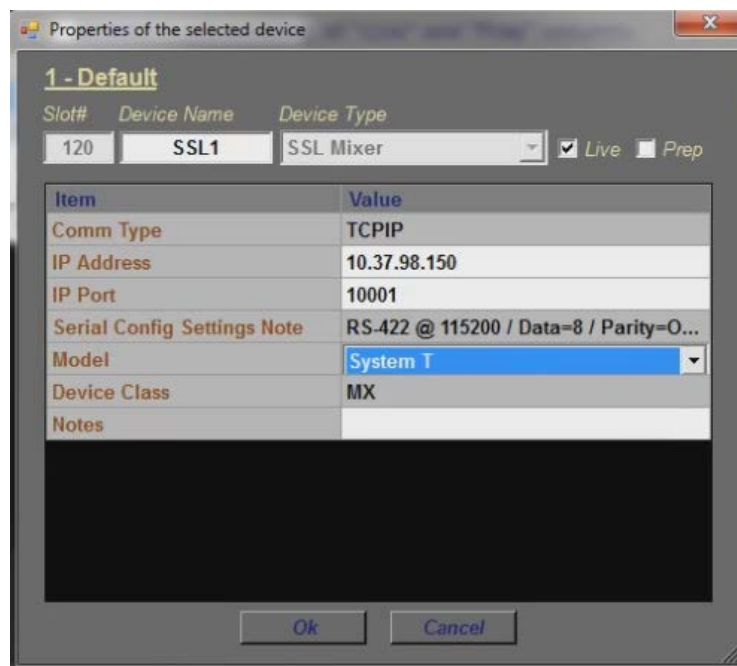 Properties of the selected device
1 - Default
Slot# Device Name Device Type
120 SSL1 SSL Mixer Live Prep
Item Value
Comm Type TCPIP
IP Address 10.37.98.150
IP Port 10001
Serial Config Settings Note RS-422 @ 115200 / Data=8 / Parity=O...
Model System T
Device Class MX
Notes
Ok Cancel